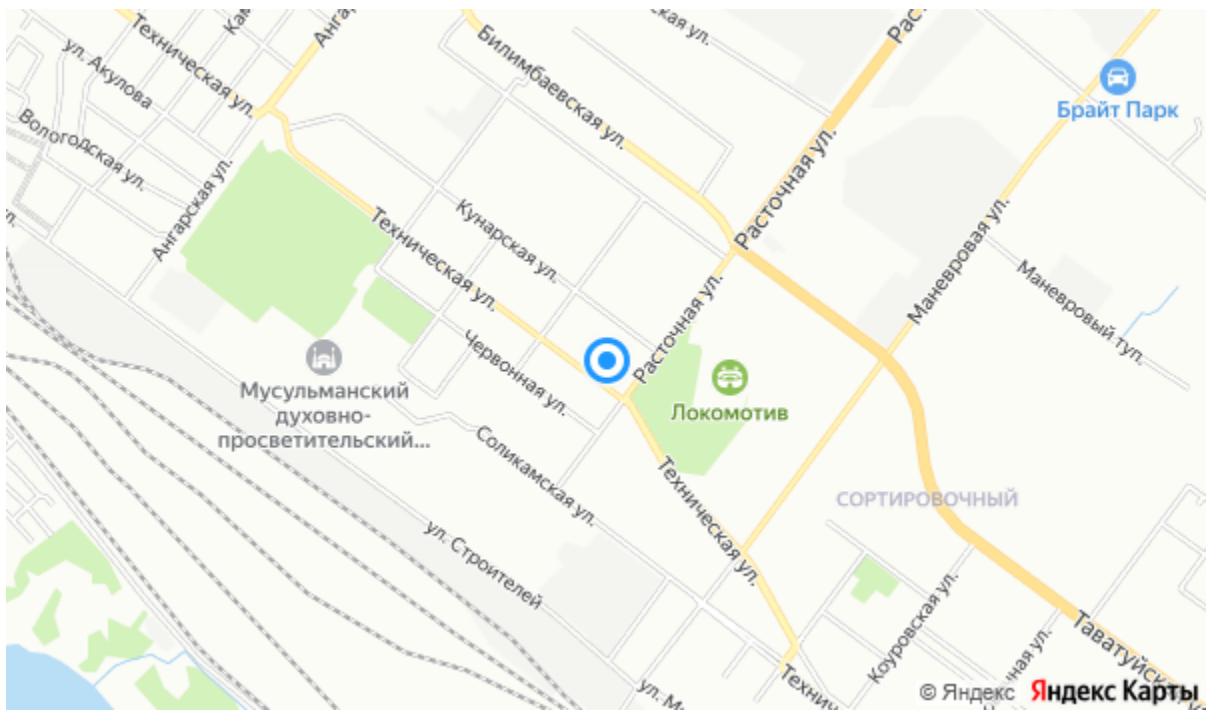 Техническая ул.
ул. Акулова
Вологодская ул.
Ангарская ул.
Билимбаевская ул.
Расточная ул.
Брайт Парк
Кунарская ул.
Техническая ул.
Расточная ул.
Маневровая ул.
Маневровый туп.
Червонная ул.
Мусульманский
духовно-
просветительский...
Локомотив
Соликамская ул.
Техническая ул.
СОРТИРОВОЧНЫЙ
ул. Строителей
Коуровская ул.
© Яндекс Яндекс Карты